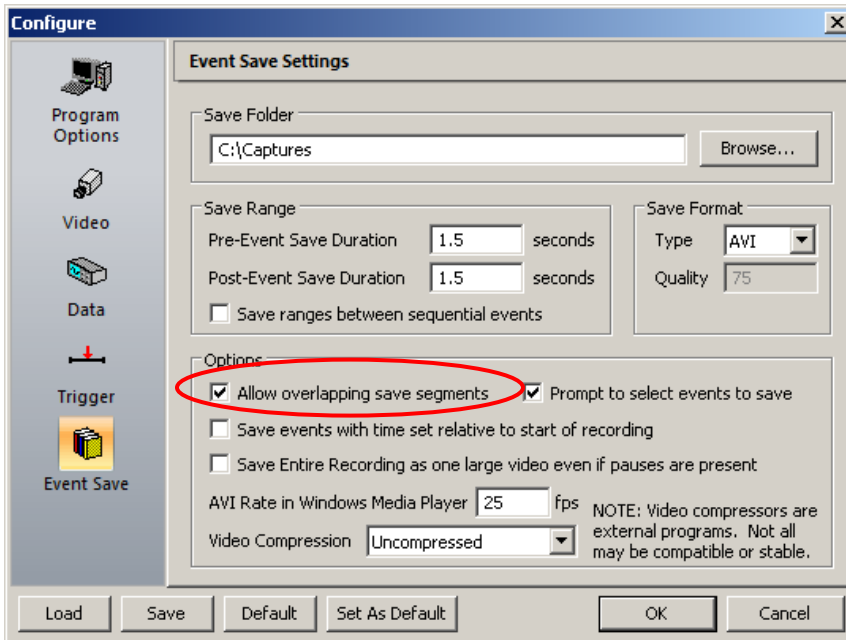 Configure
Program
Options
Video
Data
Trigger
Event Save
Event Save Settings
Save Folder
C:\Captures
Browse...
Save Range
Pre-Event Save Duration 1.5 seconds
Post-Event Save Duration 1.5 seconds
Save ranges between sequential events
Save Format
Type AVI
Quality 75
Options
Allow overlapping save segments
Prompt to select events to save
Save events with time set relative to start of recording
Save Entire Recording as one large video even if pauses are present
AVI Rate in Windows Media Player 25 fps
Video Compression Uncompressed
NOTE: Video compressors are
external programs. Not all
may be compatible or stable.
Load
Save
Default
Set As Default
OK
Cancel